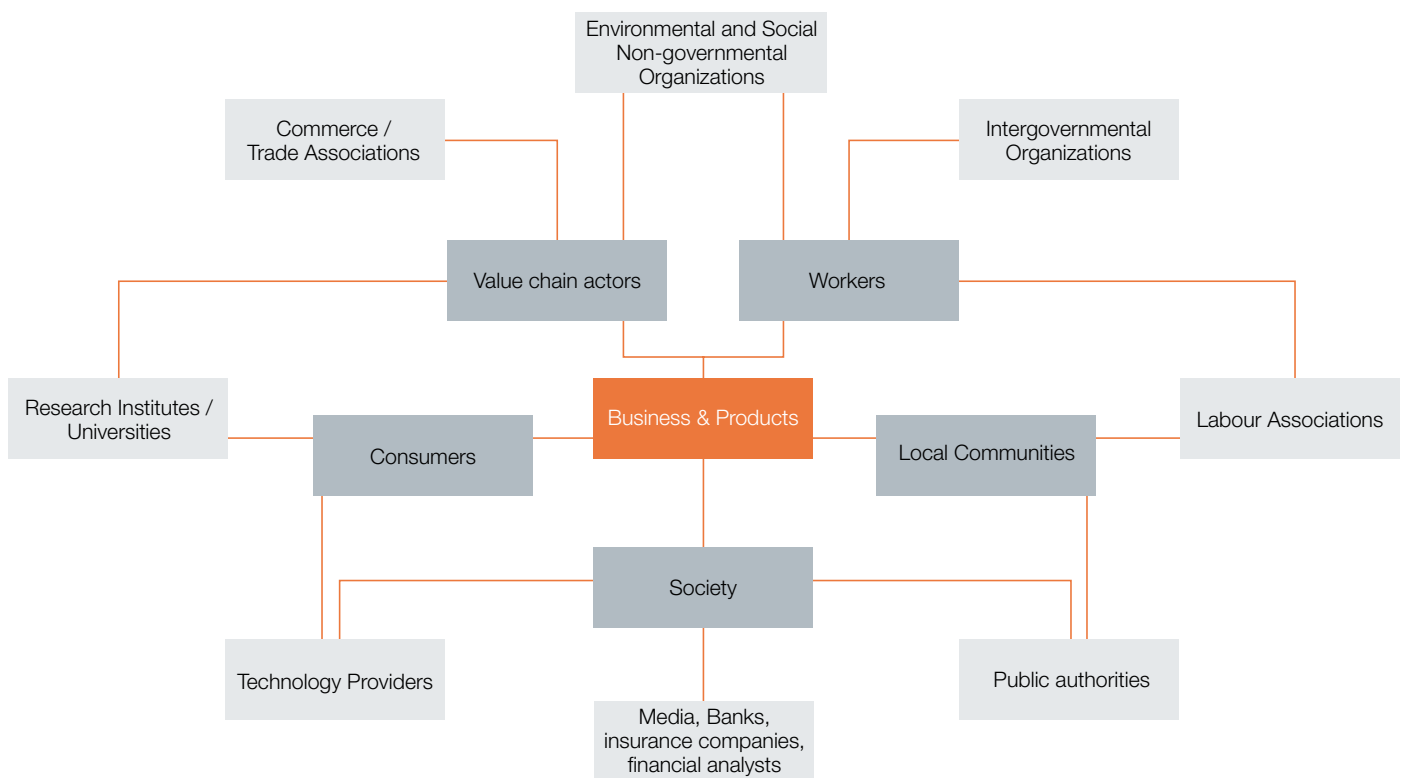 Environmental and Social
Non-governmental
Organizations
Commerce /
Trade Associations
Intergovernmental
Organizations
Value chain actors
Workers
Research Institutes /
Universities
Business & Products
Labour Associations
Consumers
Local Communities
Society
Technology Providers
Public authorities
Media, Banks,
insurance companies,
financial analysts